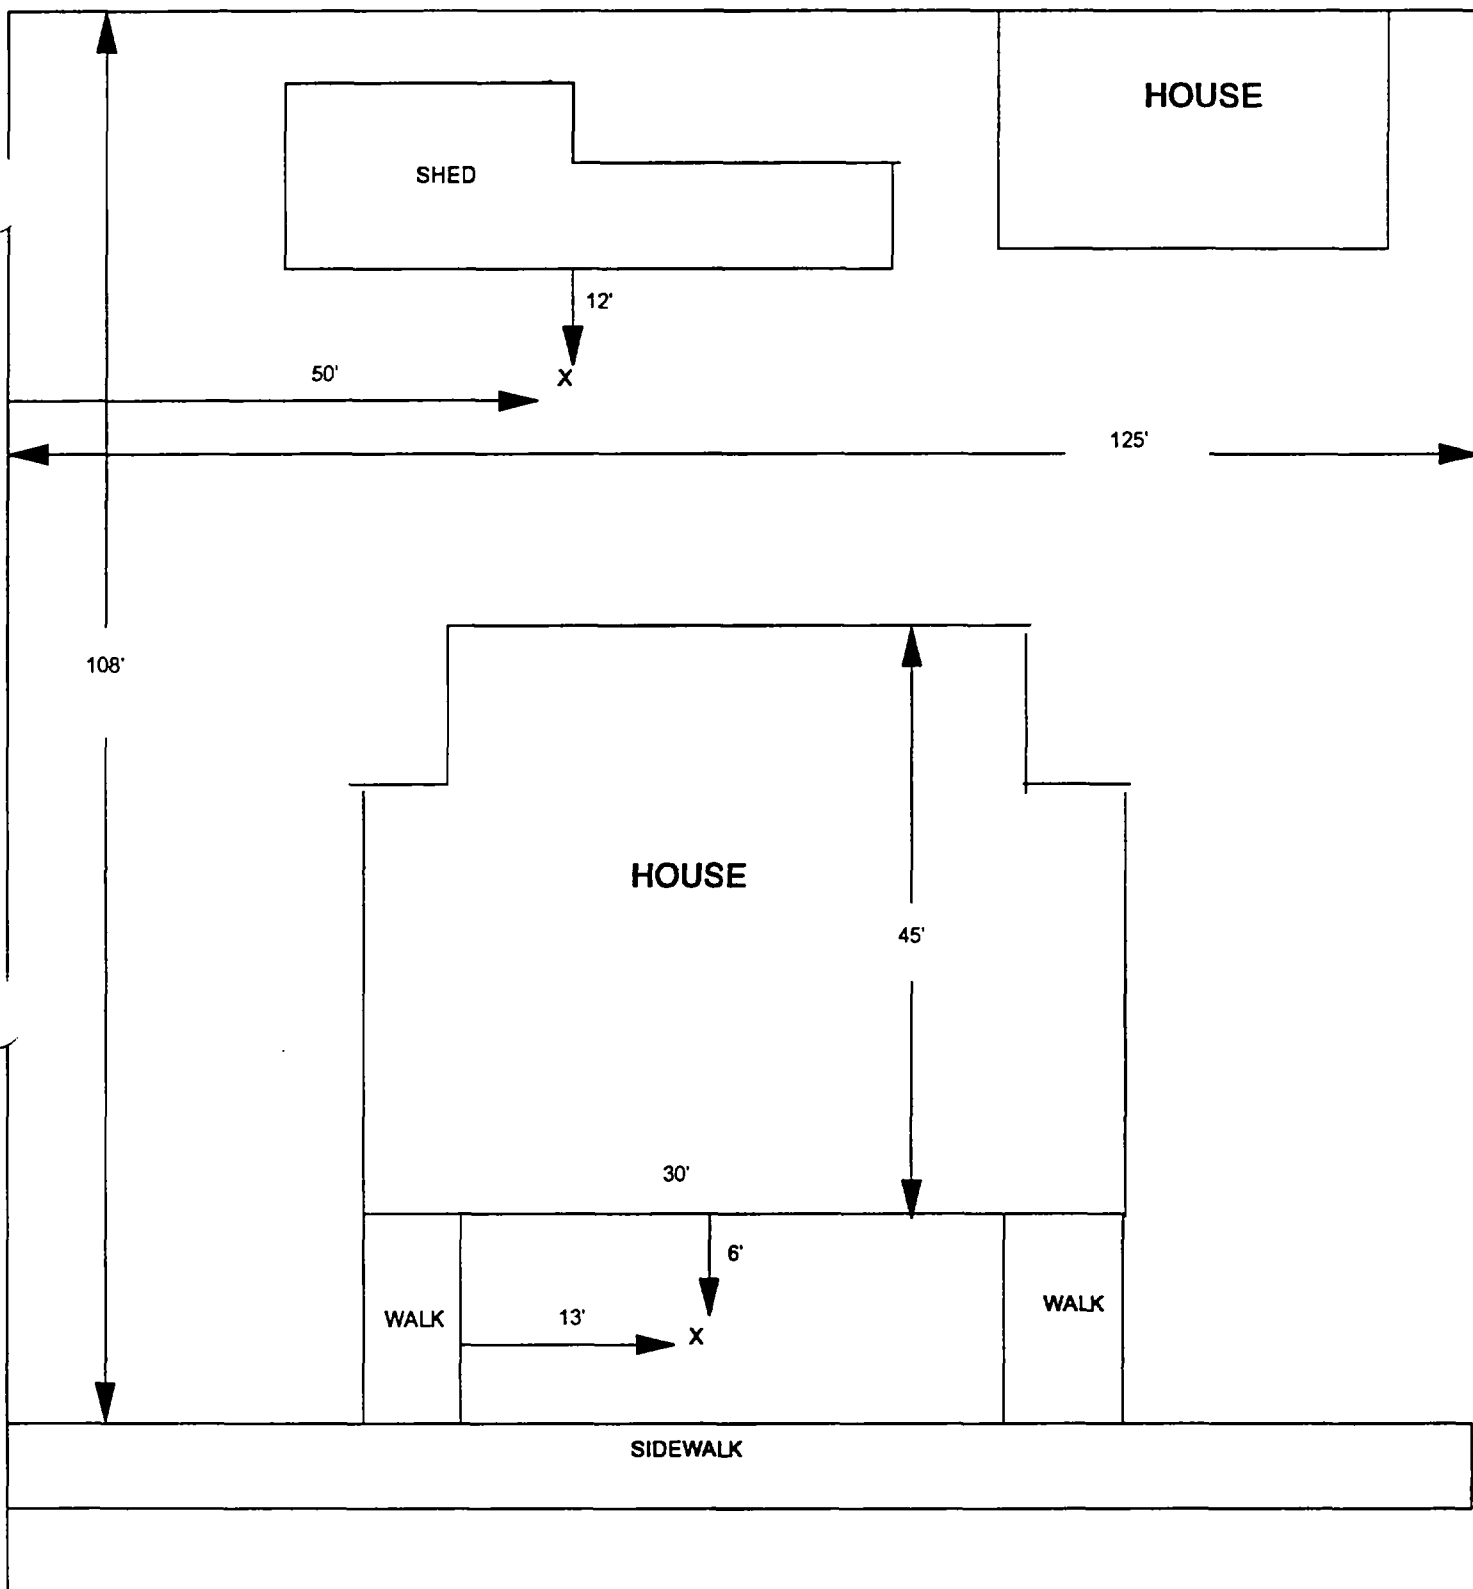 HOUSE
SHED
12'
50'
125'
108'
HOUSE
45'
30'
6'
WALK
13'
X
WALK
SIDEWALK
X